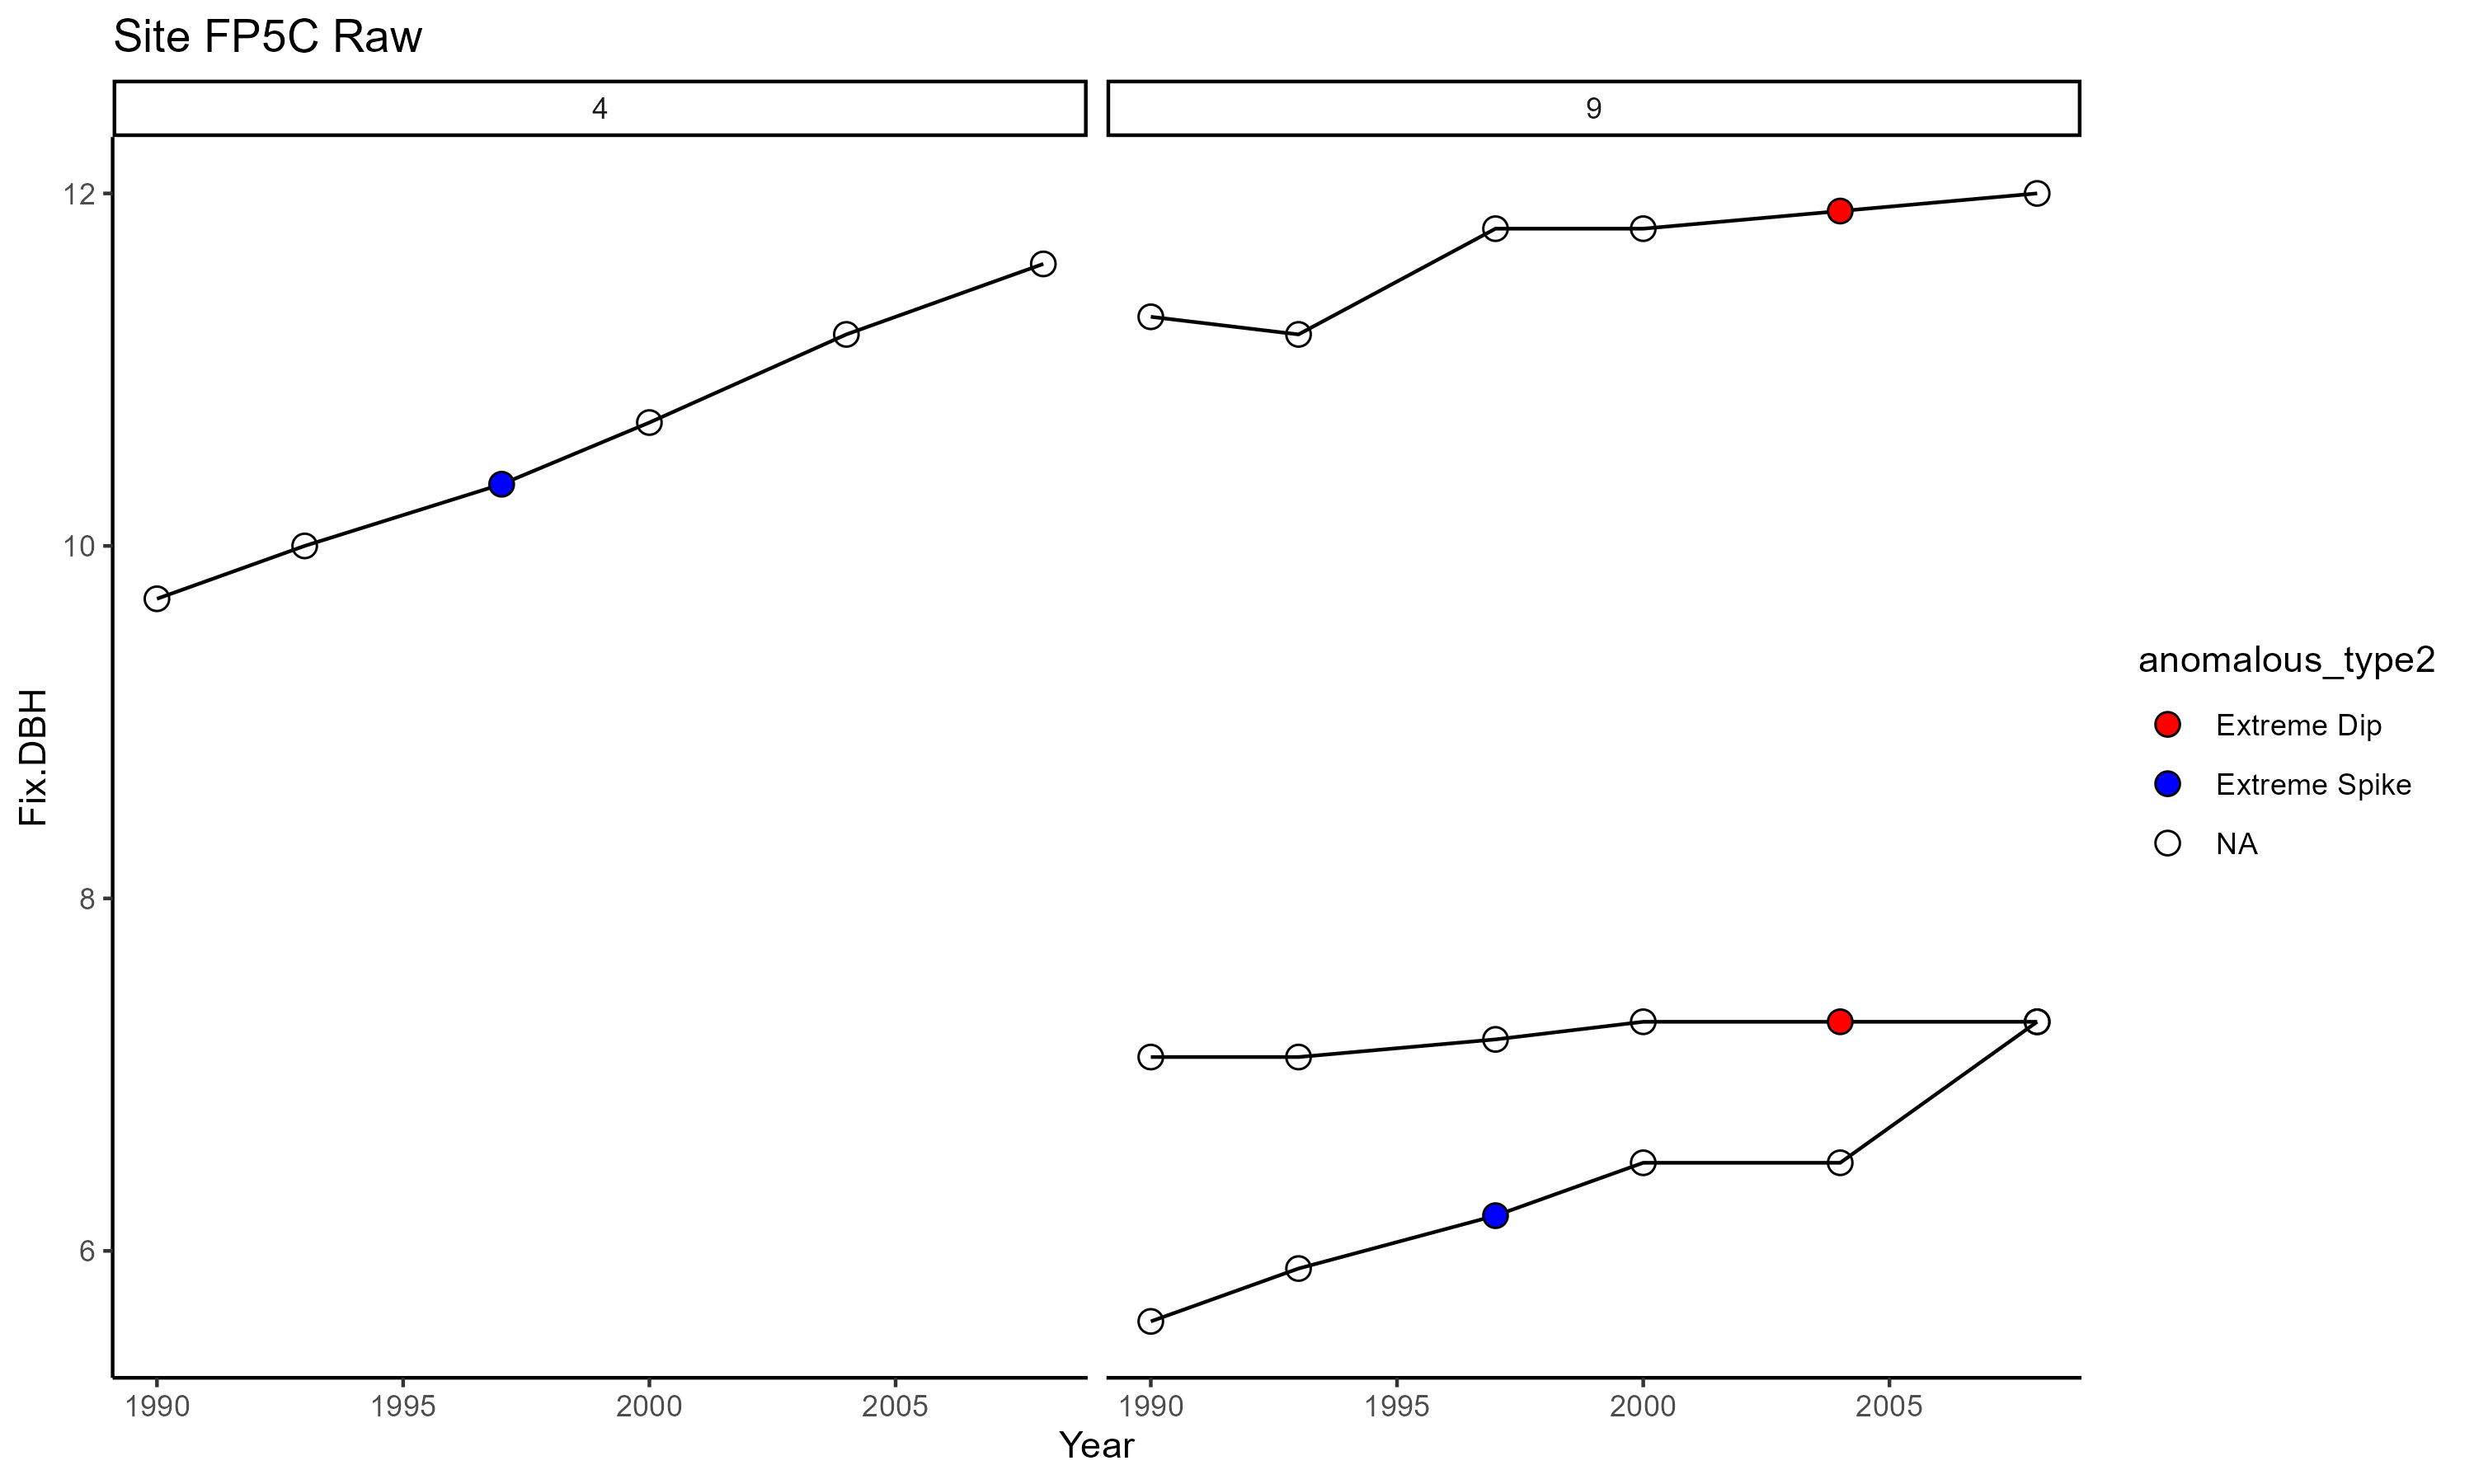 Site FP5C Raw
4
9
12
10
8
6
Fix.DBH
1990 1995 2000 2005
1990 1995 2000 2005
Year
anomalous_type2
Extreme Dip
Extreme Spike
NA